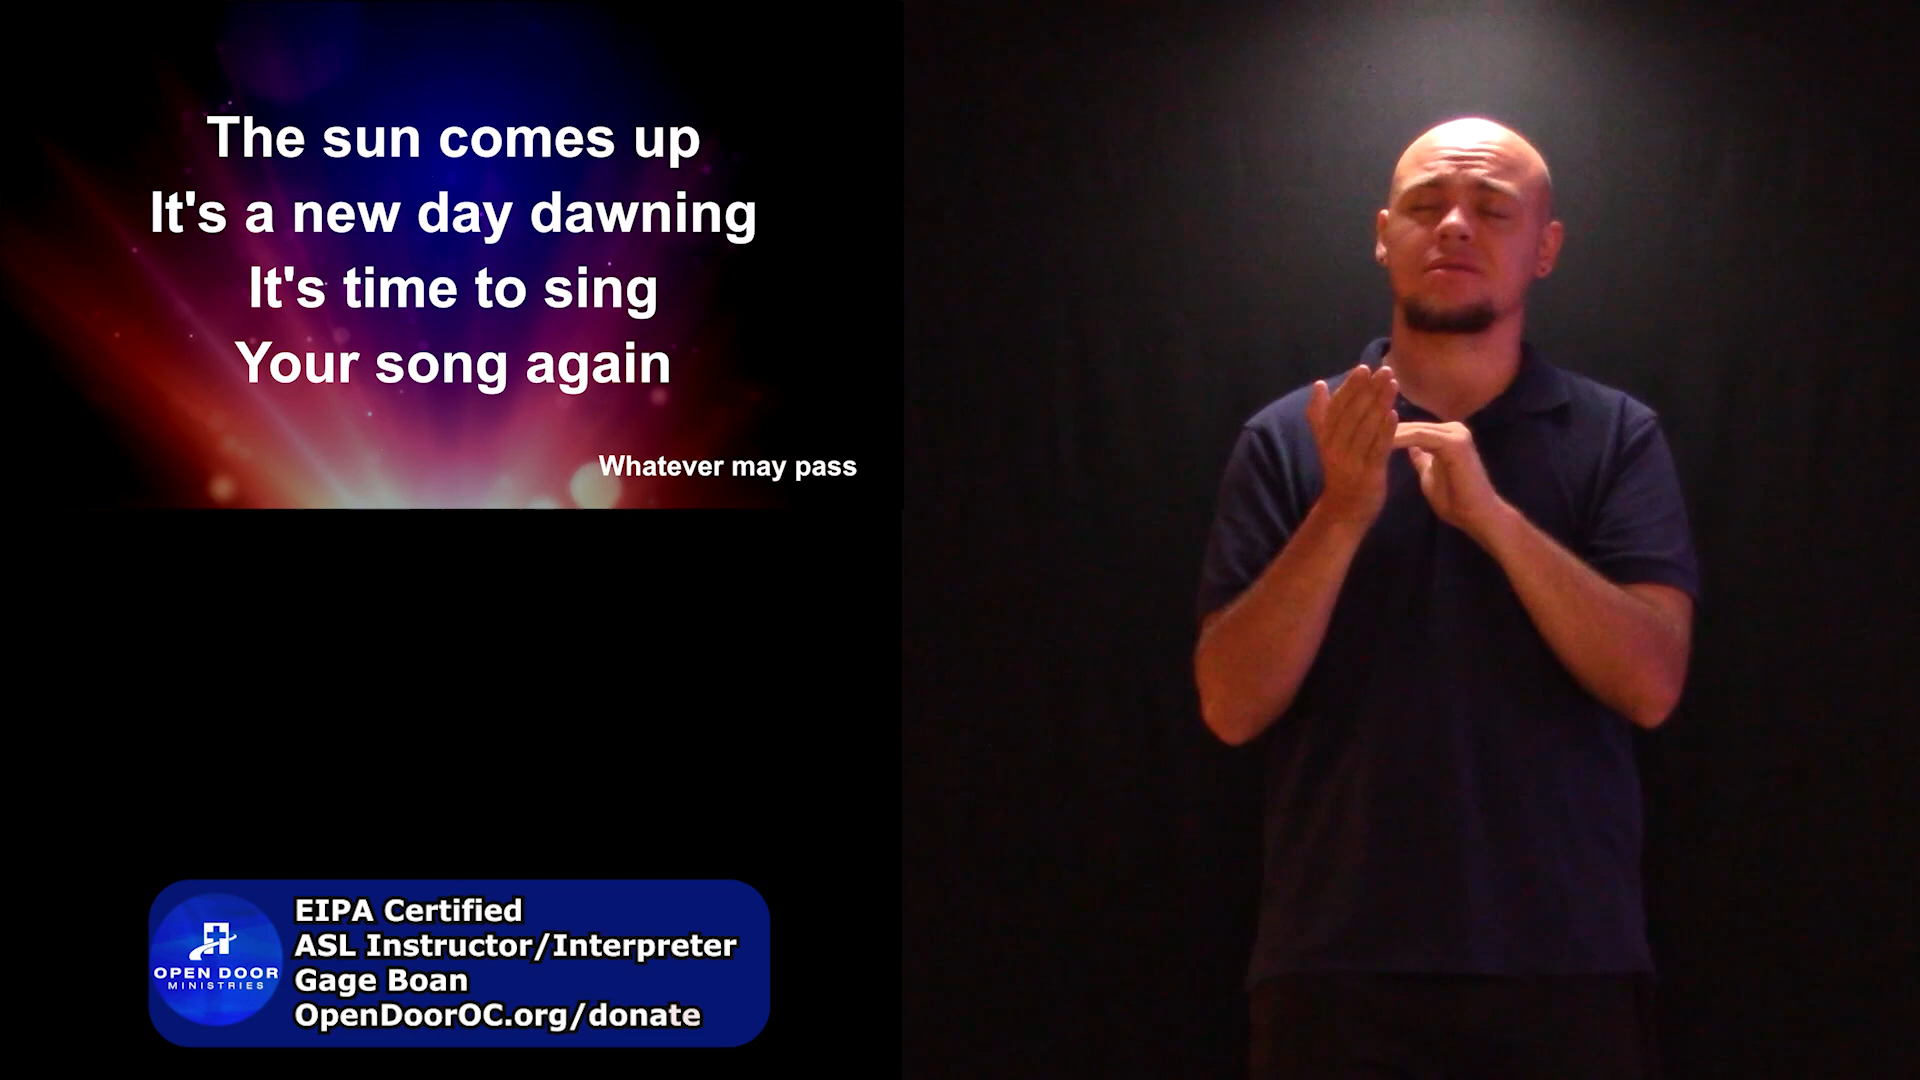 The sun comes up
It's a new day dawning
It's time to sing
Your song again
Whatever may pass
OPEN DOOR
MINISTRIES
EIPA Certified
ASL Instructor/Interpreter
Gage Boan
OpenDoorOC.org/donate